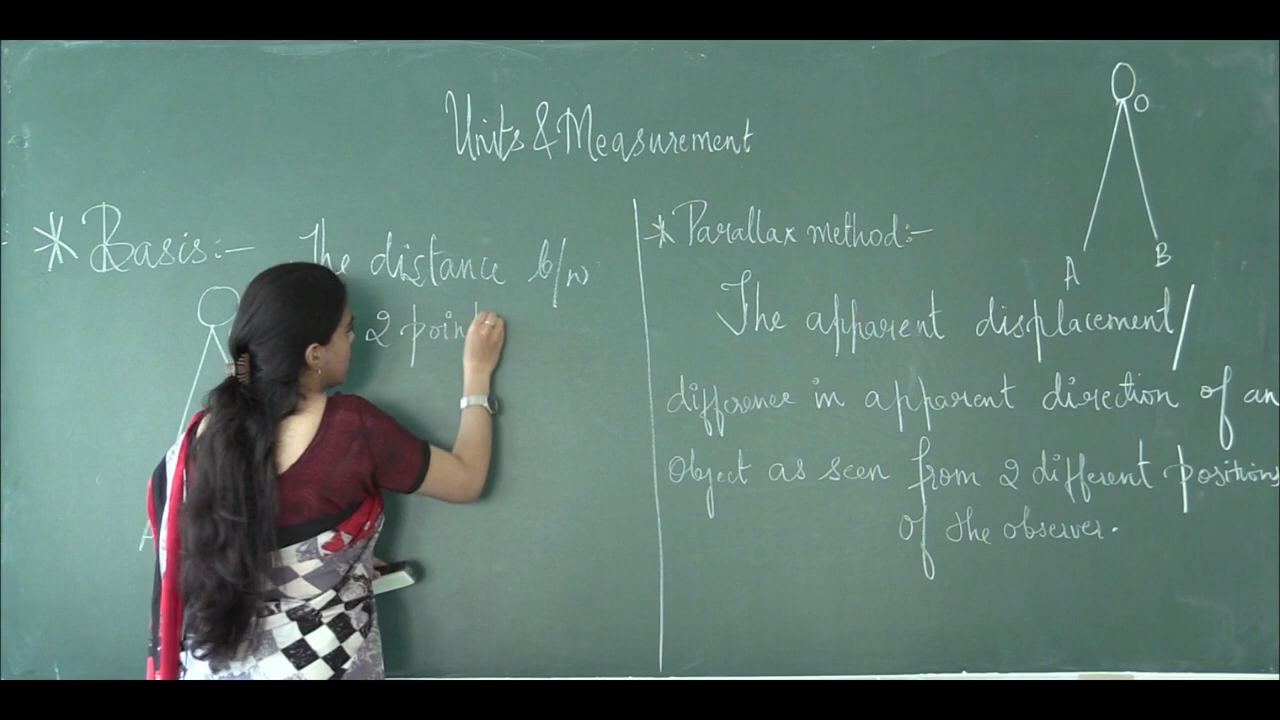 Units & Measurement
* Basis:- The distance b/w
2 point
A
* Parallax method:-
O
A
B
The apparent displacement/
difference in apparent direction of an
object as seen from 2 different positions
of the observer.